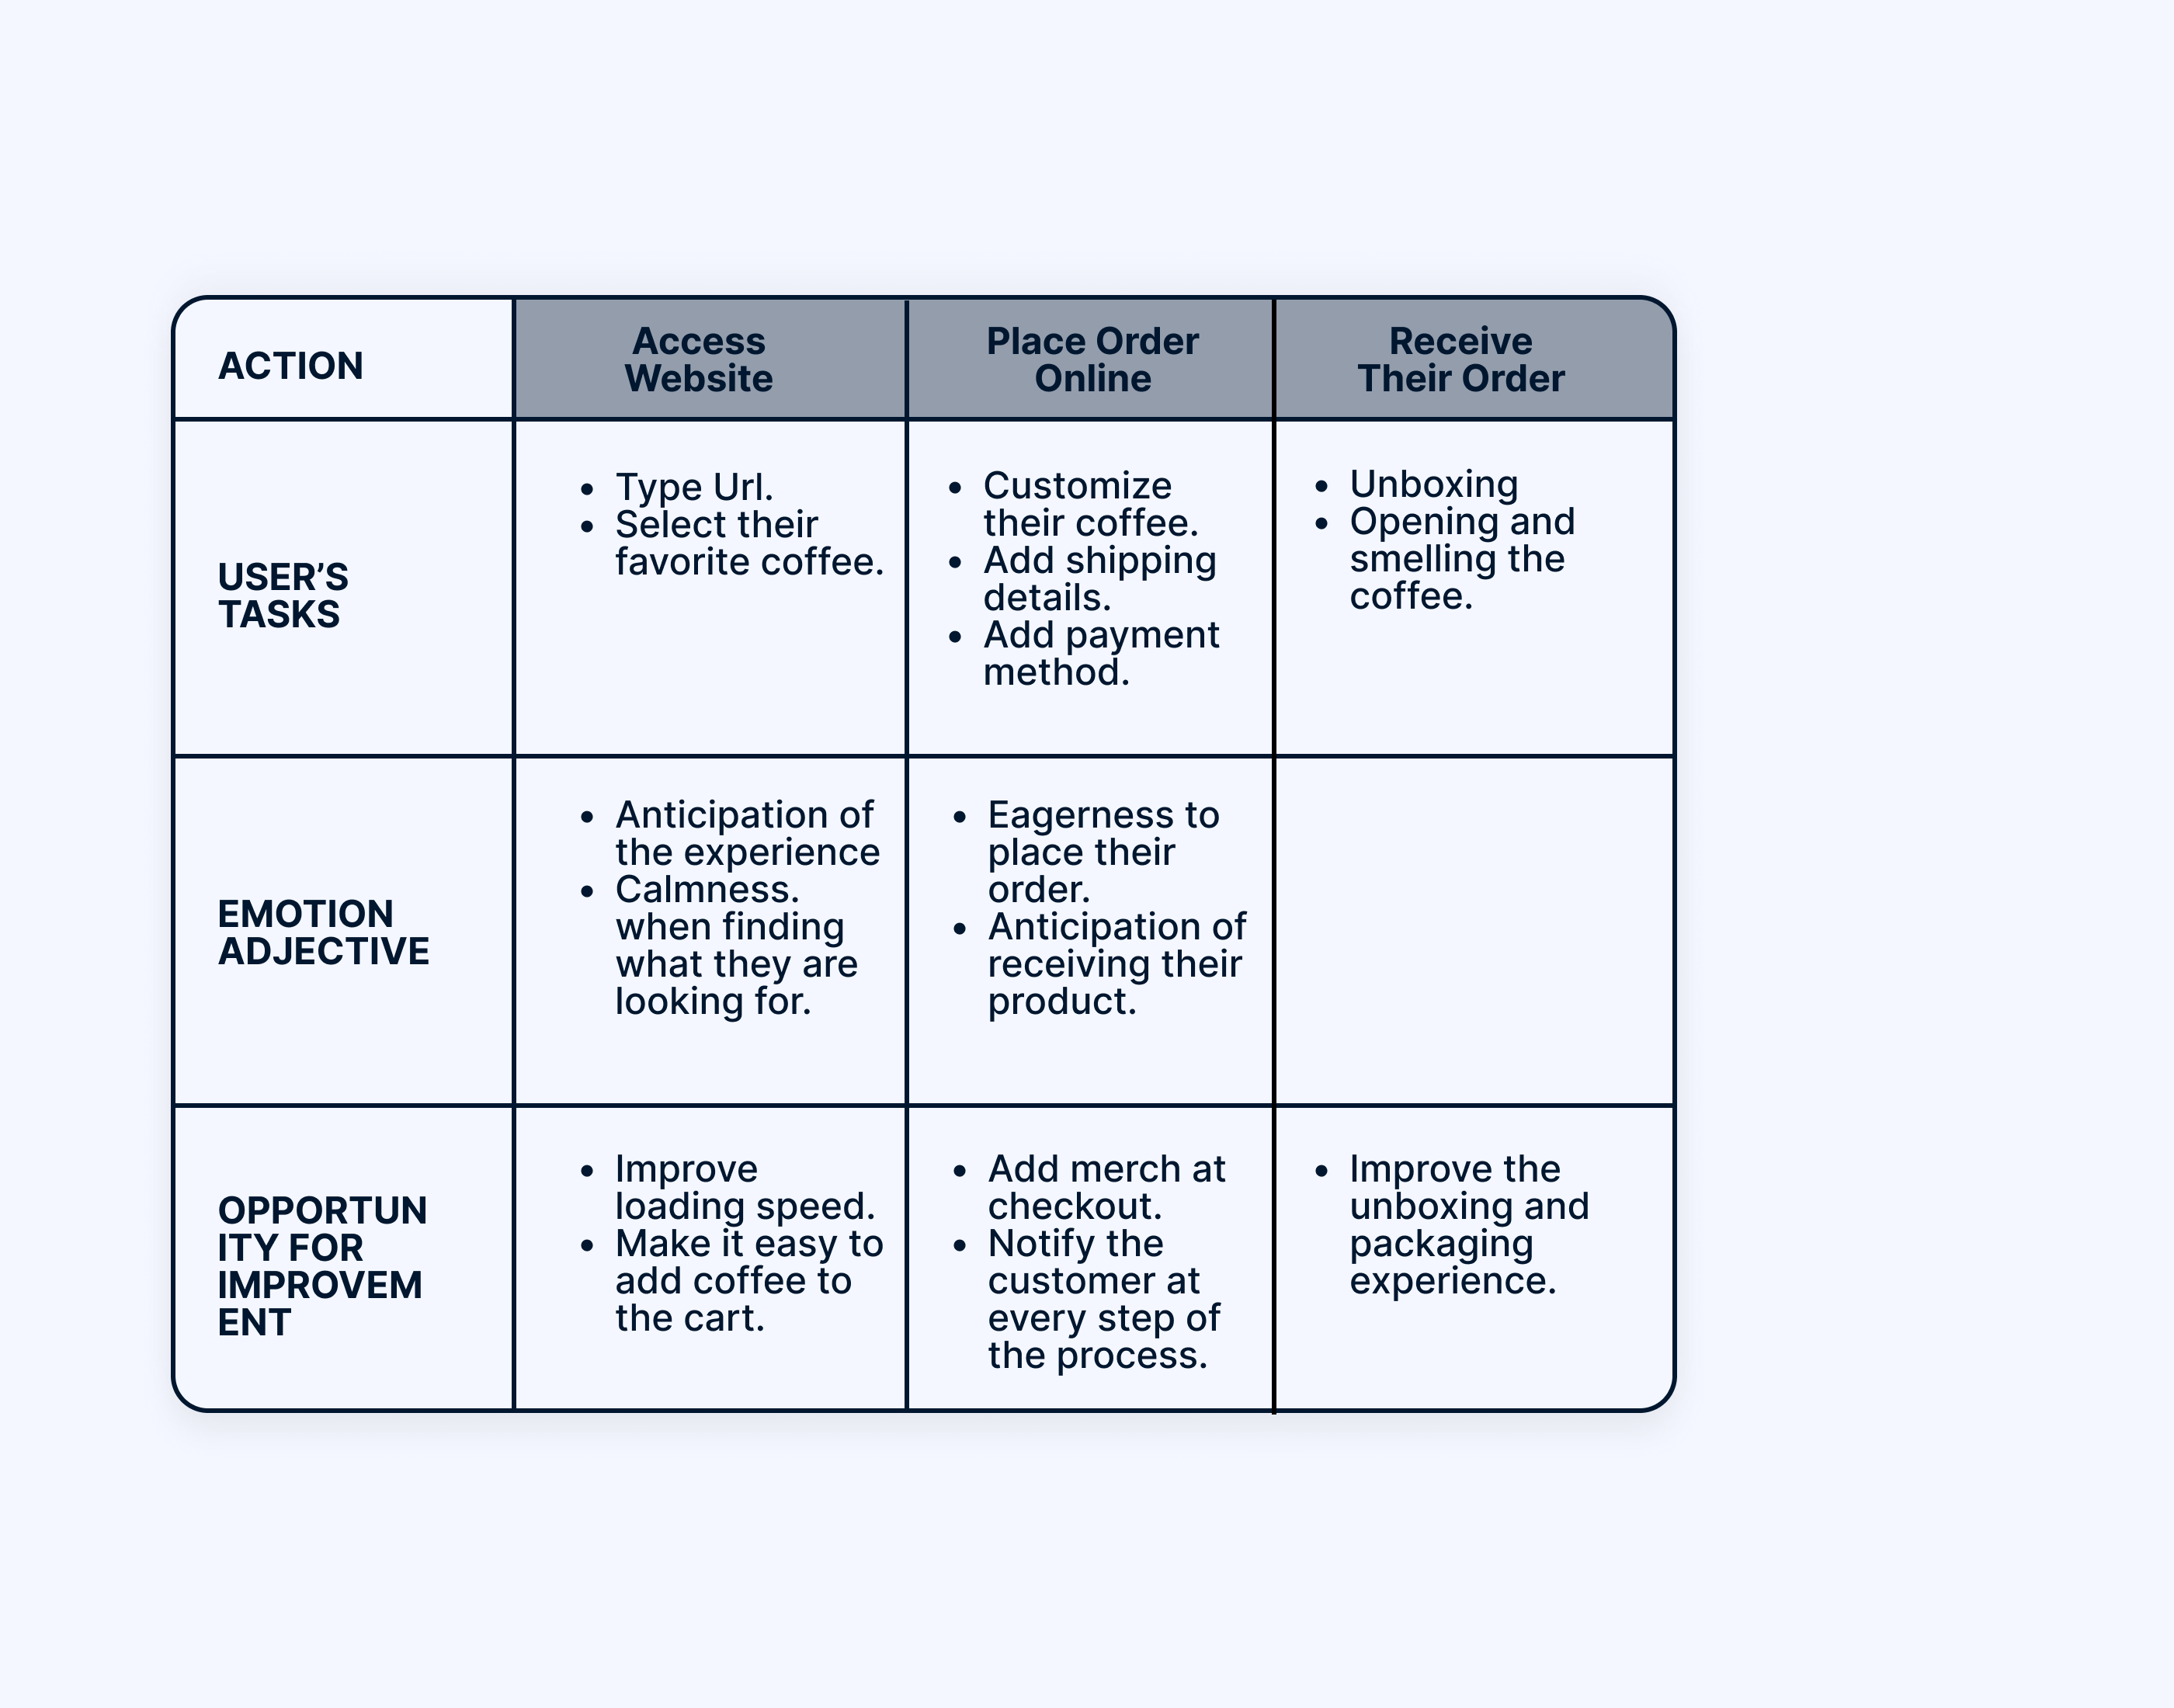 ACTION
Access
Website
Place Order
Online
Receive
Their Order
USER’S
TASKS
• Type Url.
• Select their
favorite coffee.
• Customize
their coffee.
• Add shipping
details.
• Add payment
method.
• Unboxing
• Opening and
smelling the
coffee.
EMOTION
ADJECTIVE
• Anticipation of
the experience
• Calmness.
when finding
what they are
looking for.
• Eagerness to
place their
order.
• Anticipation of
receiving their
product.
OPPORTUN
ITY FOR
IMPROVEM
ENT
• Improve
loading speed.
• Make it easy to
add coffee to
the cart.
• Add merch at
checkout.
• Notify the
customer at
every step of
the process.
• Improve the
unboxing and
packaging
experience.